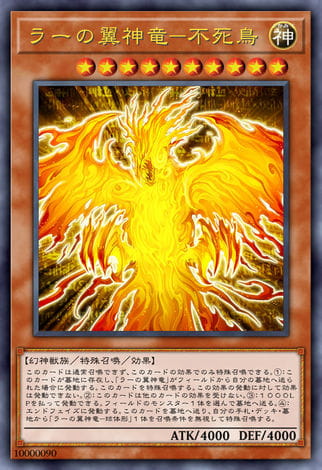 ラーの翼神竜－不死鳥
神
【幻神獣族／特殊召喚／効果】
このカードは通常召喚できず、このカードの効果でのみ特殊召喚できる。①：こ
のカードが墓地に存在し、「ラーの翼神竜」がフィールドから自分の墓地へ送ら
れた場合に発動する。このカードを特殊召喚する。この効果の発動に対して効果
は発動できない。②：このカードは他のカードの効果を受けない。③：１０００Ｌ
Ｐを払って発動できる。フィールドのモンスター１体を選んで墓地へ送る。④：
エンドフェイズに発動する。このカードを墓地へ送り、自分の手札・デッキ・墓
地から「ラーの翼神竜－球体形」１体を召喚条件を無視して特殊召喚する。
ATK/4000 DEF/4000
10000090